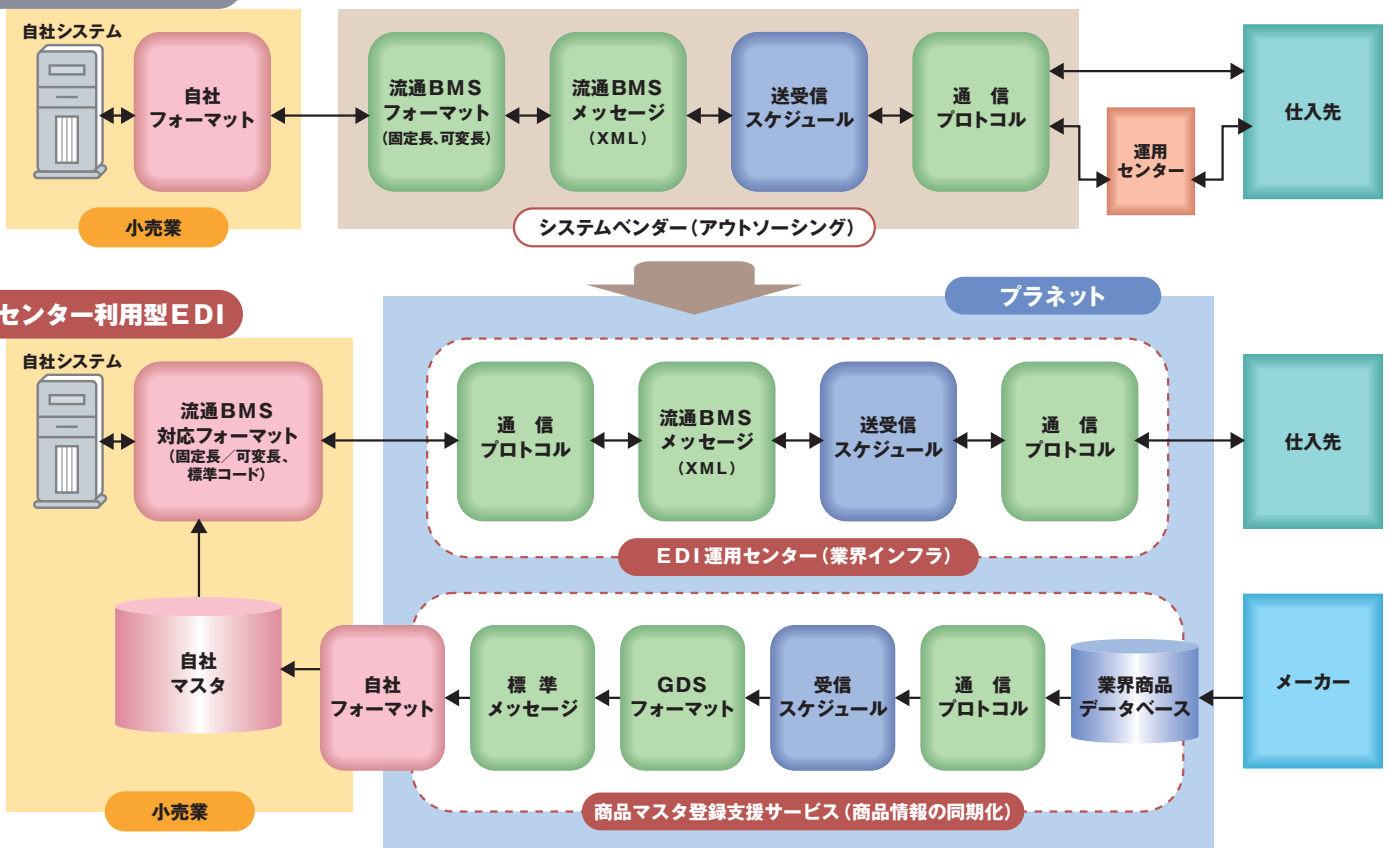 自社システム
自社
フォーマット
流通BMS
フォーマット
(固定長、可変長)
流通BMS
メッセージ
(XML)
送受信
スケジュール
通 信
プロトコル
運用
センター
仕入先
小売業
システムベンダー(アウトソーシング)
プラネット
センター利用型EDI
自社システム
流通BMS
対応フォーマット
(固定長/可変長、
標準コード)
通 信
プロトコル
流通BMS
メッセージ
(XML)
送受信
スケジュール
通 信
プロトコル
仕入先
EDI運用センター(業界インフラ)
自社
マスタ
自社
フォーマット
標 準
メッセージ
GDS
フォーマット
受信
スケジュール
通 信
プロトコル
業界商品
データベース
メーカー
小売業
商品マスタ登録支援サービス(商品情報の同期化)